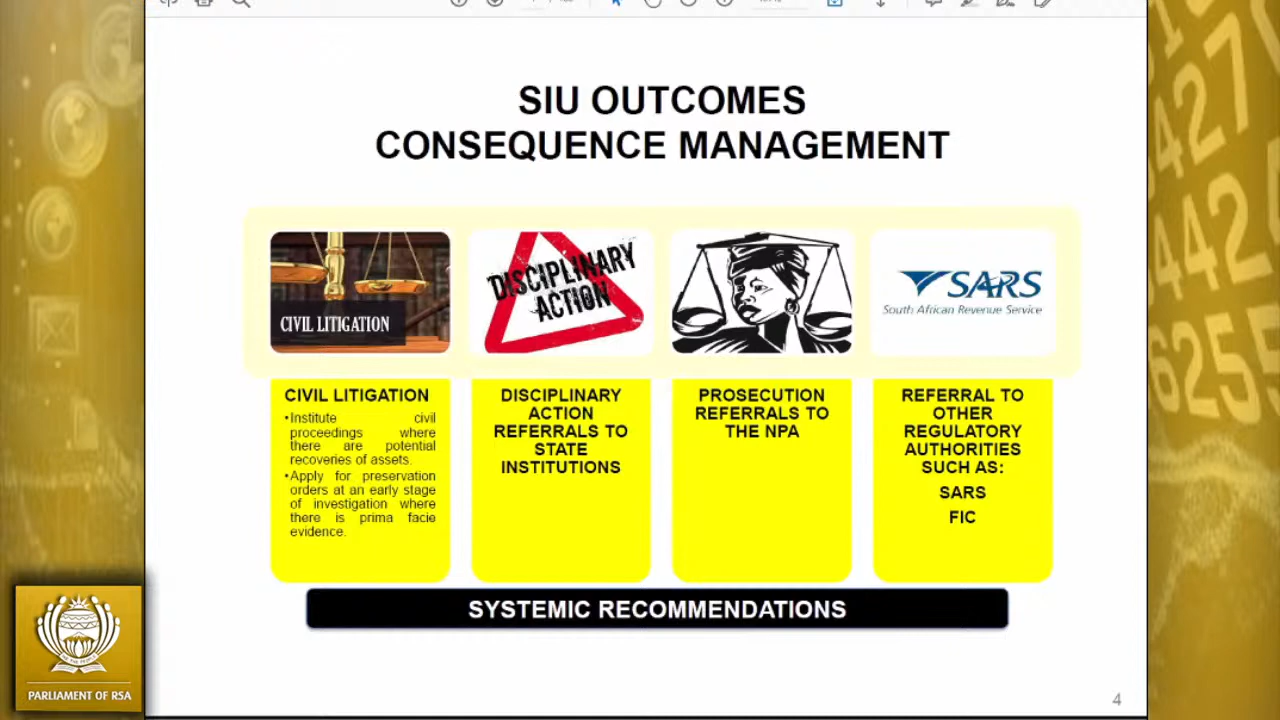 SIU OUTCOMES
CONSEQUENCE MANAGEMENT
CIVIL LITIGATION
DISCIPLINARY
ACTION
SARS
South African Revenue Service
CIVIL LITIGATION
•Institute civil
proceedings where
there are potential
recoveries of assets.
•Apply for preservation
orders at an early stage
of investigation where
there is prima facie
evidence.
DISCIPLINARY
ACTION
REFERRALS TO
STATE
INSTITUTIONS
PROSECUTION
REFERRALS TO
THE NPA
REFERRAL TO
OTHER
REGULATORY
AUTHORITIES
SUCH AS:
SARS
FIC
SYSTEMIC RECOMMENDATIONS
PARLIAMENT OF RSA
4